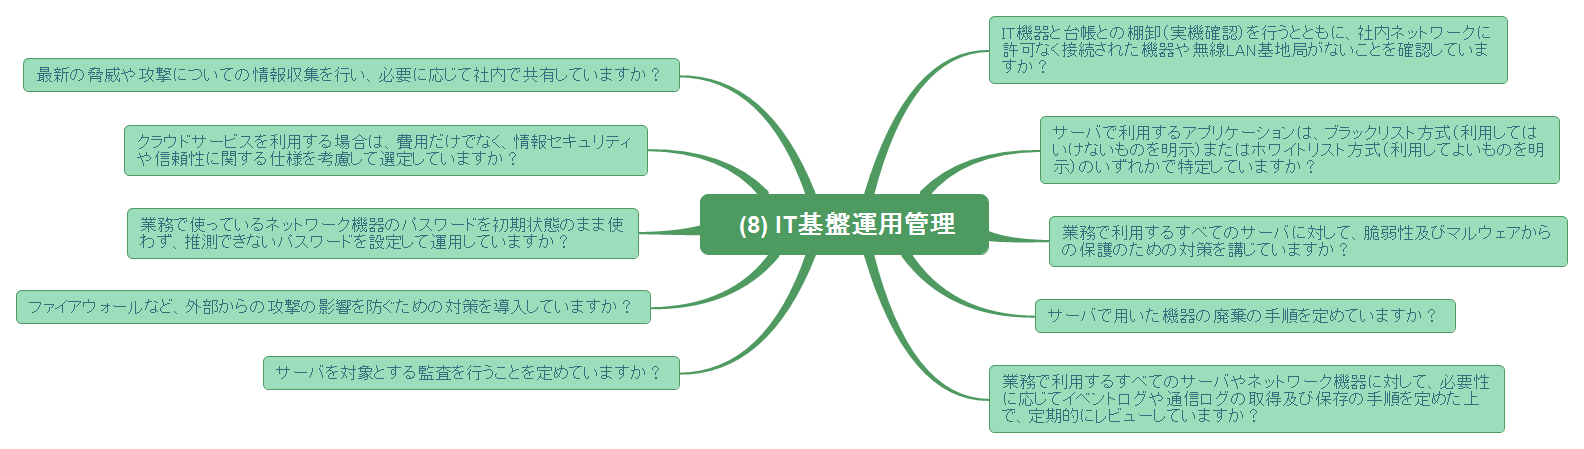 (8) IT基盤運用管理
IT機器と台帳との棚卸（実機確認）を行うとともに、社内ネットワークに
許可なく接続された機器や無線LAN基地局がないことを確認していま
すか？
サーバで利用するアプリケーションは、ブラックリスト方式（利用しては
いけないものを明示）またはホワイトリスト方式（利用してよいものを明
示）のいずれかで特定していますか？
業務で利用するすべてのサーバに対して、脆弱性及びマルウェアから
の保護のための対策を講じていますか？
サーバで用いた機器の廃棄の手順を定めていますか？
業務で利用するすべてのサーバやネットワーク機器に対して、必要性
に応じてイベントログや通信ログの取得及び保存の手順を定めた上
で、定期的にレビューしていますか？
最新の脅威や攻撃についての情報収集を行い、必要に応じて社内で共有していますか？
クラウドサービスを利用する場合は、費用だけでなく、情報セキュリティ
や信頼性に関する仕様を考慮して選定していますか？
業務で使っているネットワーク機器のパスワードを初期状態のまま使
わず、推測できないパスワードを設定して運用していますか？
ファイアウォールなど、外部からの攻撃の影響を防ぐための対策を導入していますか？
サーバを対象とする監査を行うことを定めていますか？